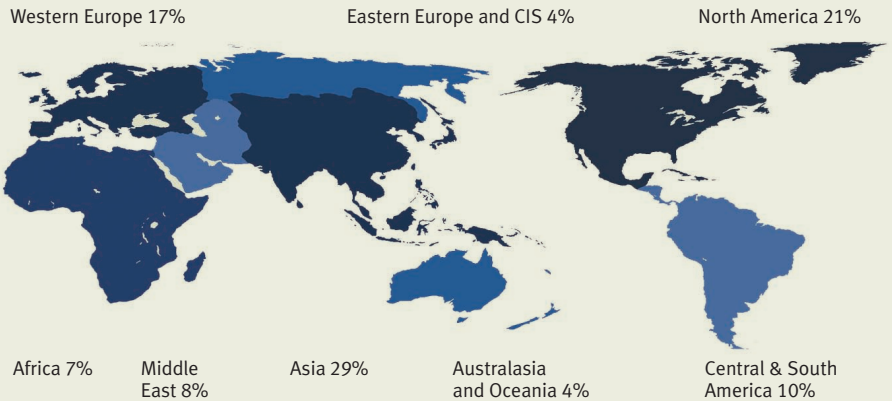 Western Europe 17%
Eastern Europe and CIS 4%
North America 21%
Africa 7%
Middle
East 8%
Asia 29%
Australasia
and Oceania 4%
Central & South
America 10%